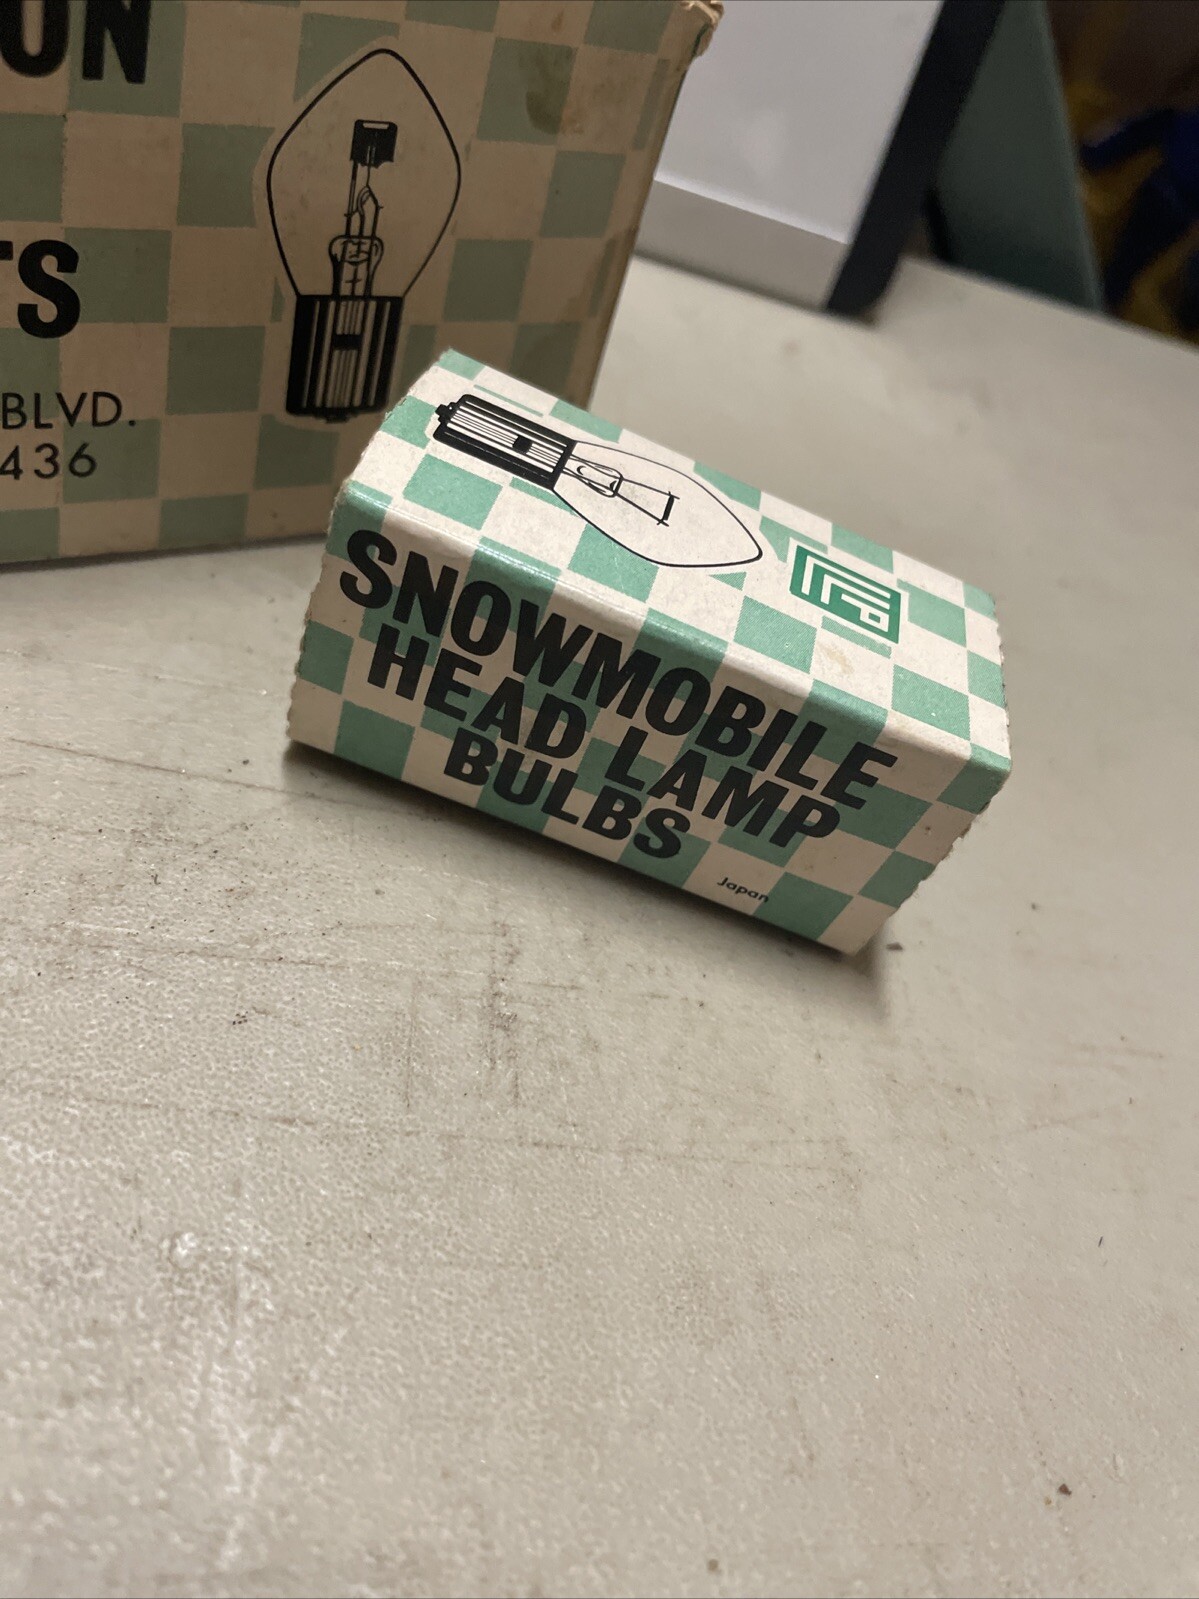 ON
TS
BLVD.
436
SNOWMOBILE
HEAD LAMP
BULBS
Japan